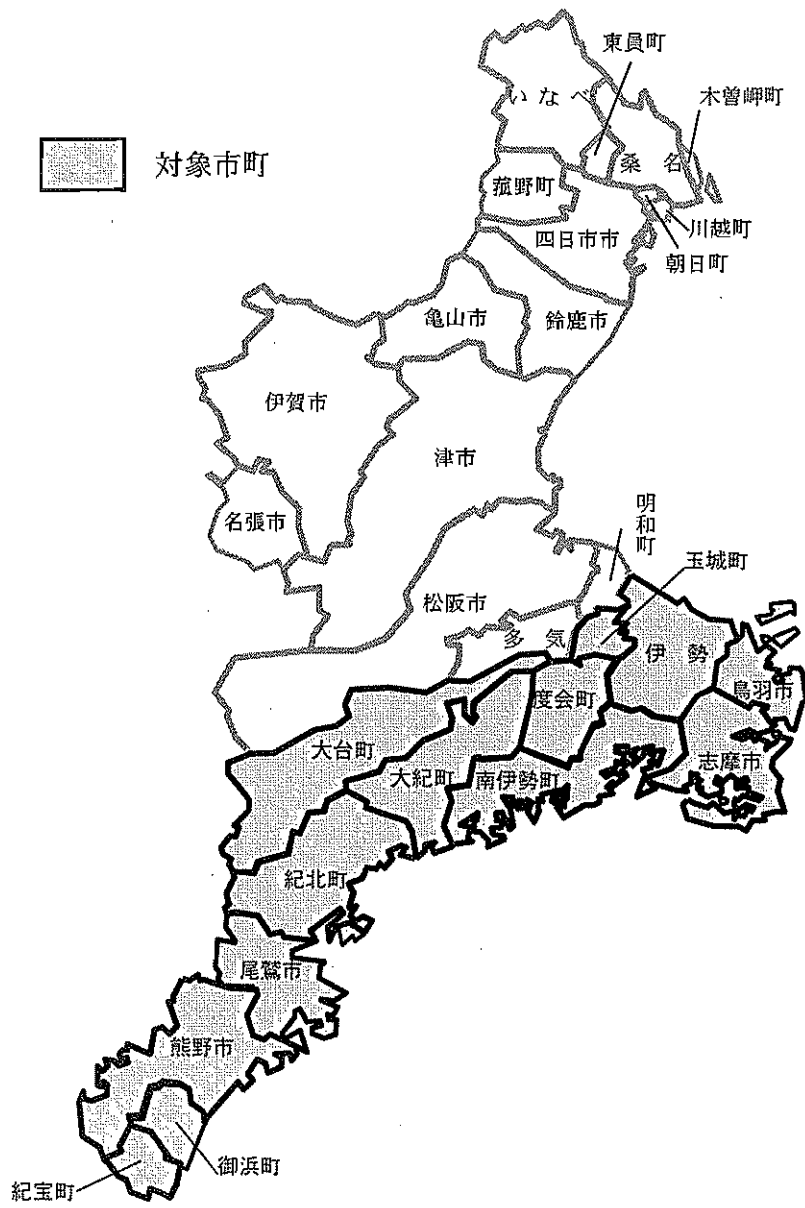 東員町
いなべ
木曽岬町
対象市町
桑名
菰野町
川越町
四日市市
朝日町
亀山市
鈴鹿市
伊賀市
津市
名張市
明和町
玉城町
松阪市
多気
伊勢
度会町
鳥羽市
大台町
志摩市
大紀町
南伊勢町
紀北町
尾鷲市
熊野市
御浜町
紀宝町